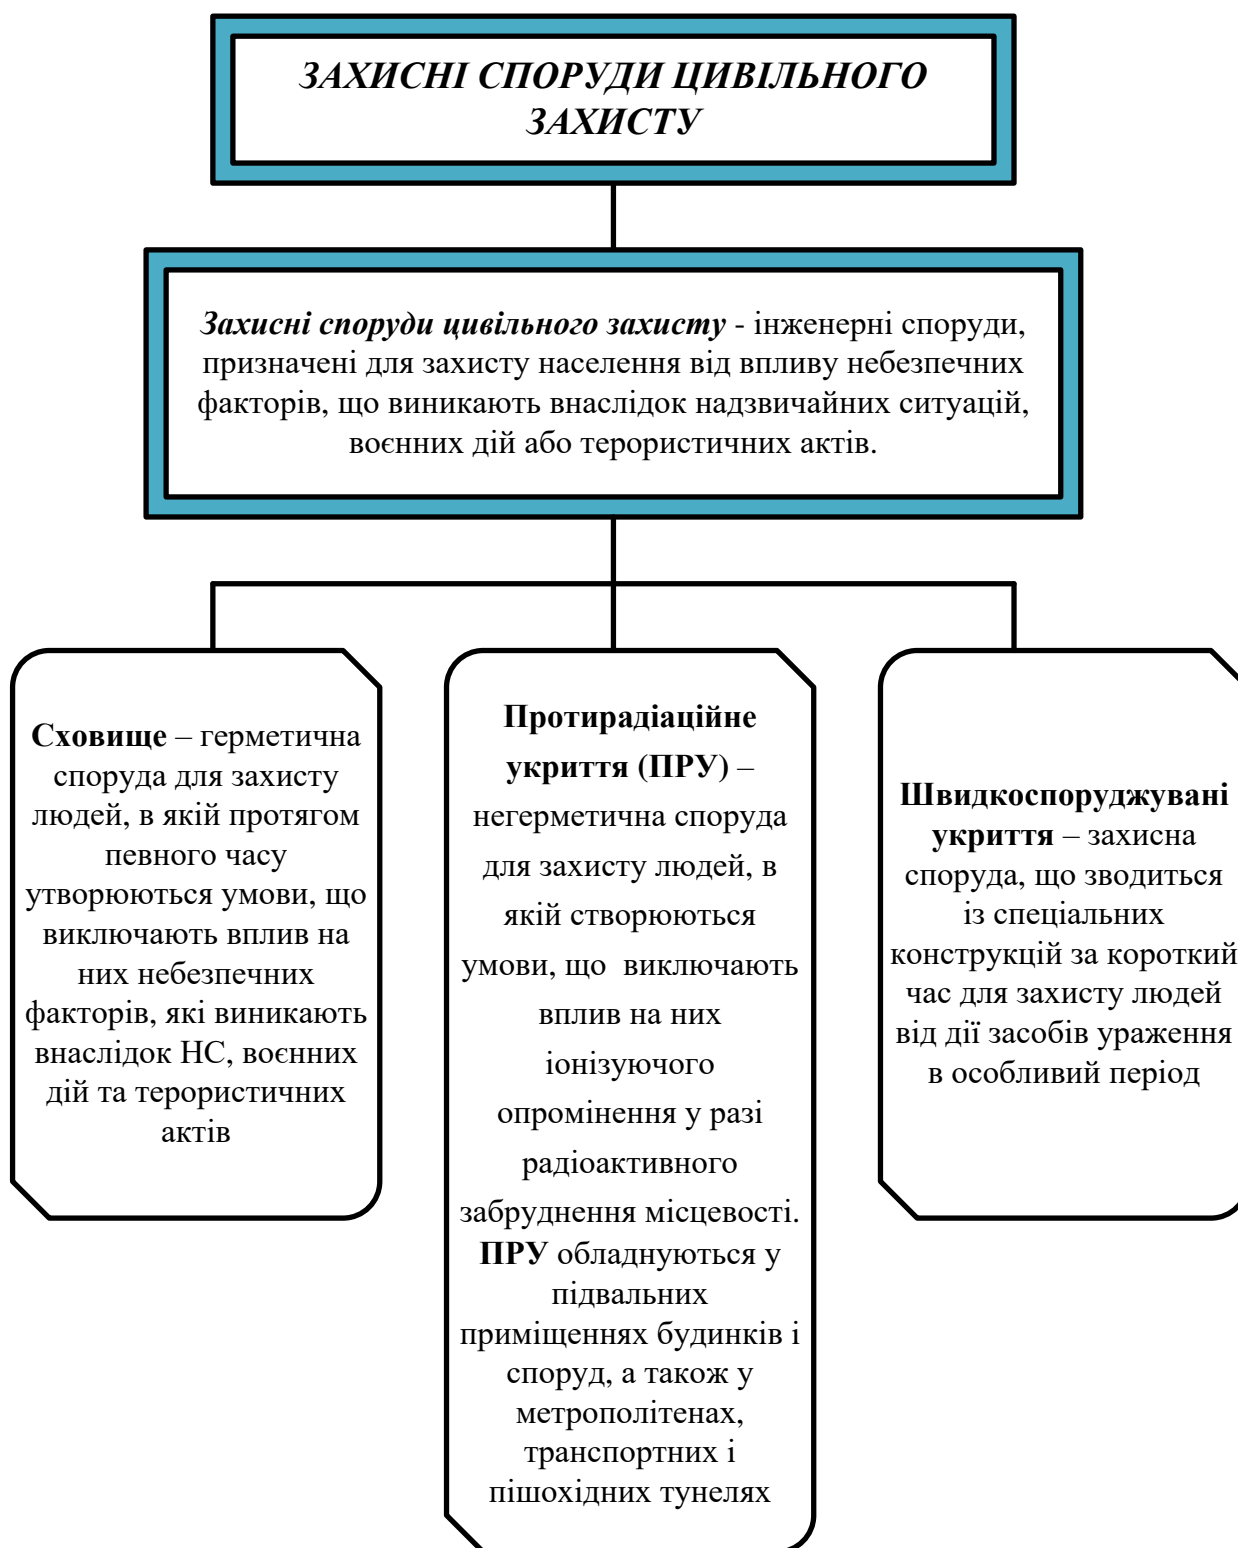 ЗАХИСНІ СПОРУДИ ЦИВІЛЬНОГО
ЗАХИСТУ
Захисні споруди цивільного захисту - інженерні споруди,
призначені для захисту населення від впливу небезпечних
факторів, що виникають внаслідок надзвичайних ситуацій,
воєнних дій або терористичних актів.
Сховище – герметична
споруда для захисту
людей, в якій протягом
певного часу
утворюються умови, що
виключають вплив на
них небезпечних
факторів, які виникають
внаслідок НС, воєнних
дій та терористичних
актів
Протирадіаційне
укриття (ПРУ) –
негерметична споруда
для захисту людей, в
якій створюються
умови, що  виключають
вплив на них
іонізуючого
опромінення у разі
радіоактивного
забруднення місцевості.
ПРУ обладнуються у
підвальних
приміщеннях будинків і
споруд, а також у
метрополітенах,
транспортних і
пішохідних тунелях
Швидкоспоруджувані
укриття – захисна
споруда, що зводиться
із спеціальних
конструкцій за короткий
час для захисту людей
від дії засобів ураження
в особливий період